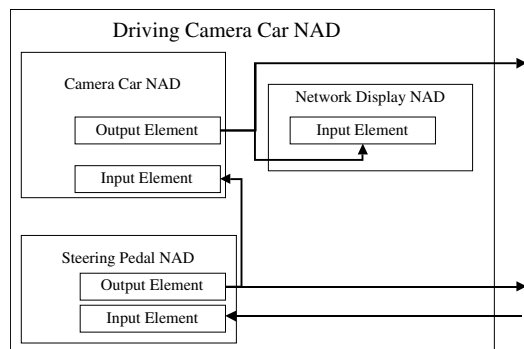 Driving Camera Car NAD
Camera Car NAD
Output Element
Input Element
Network Display NAD
Input Element
Steering Pedal NAD
Output Element
Input Element